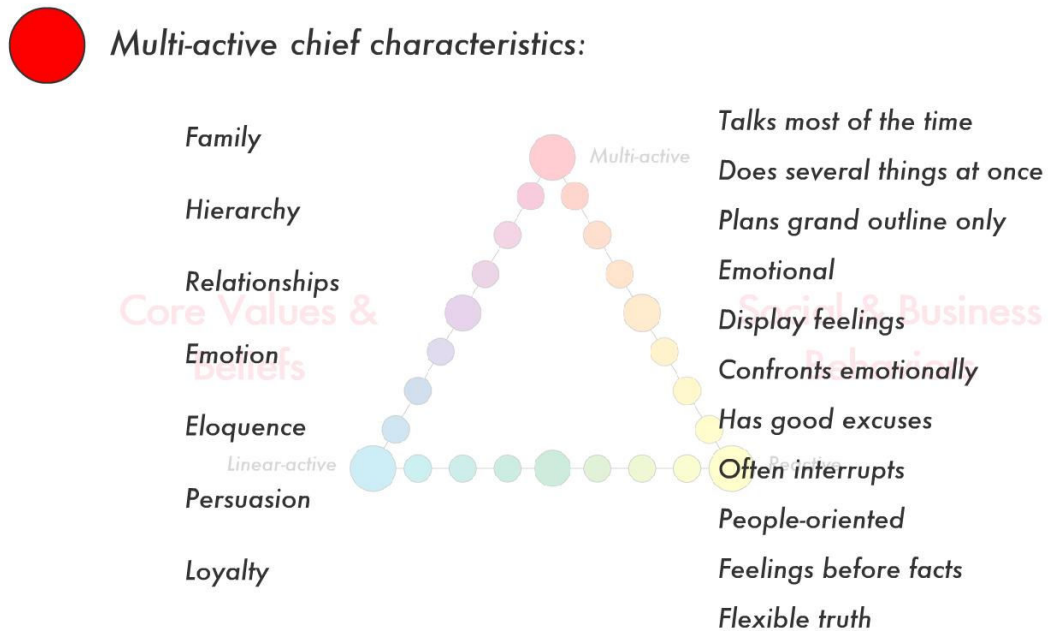 Multi-active chief characteristics:
Core Values &
Beliefs
Family
Hierarchy
Relationships
Emotion
Eloquence
Persuasion
Loyalty
Multi-active
Linear-active
Reactive
Social & Business
Behaviors
Talks most of the time
Does several things at once
Plans grand outline only
Emotional
Display feelings
Confronts emotionally
Has good excuses
Often interrupts
People-oriented
Feelings before facts
Flexible truth